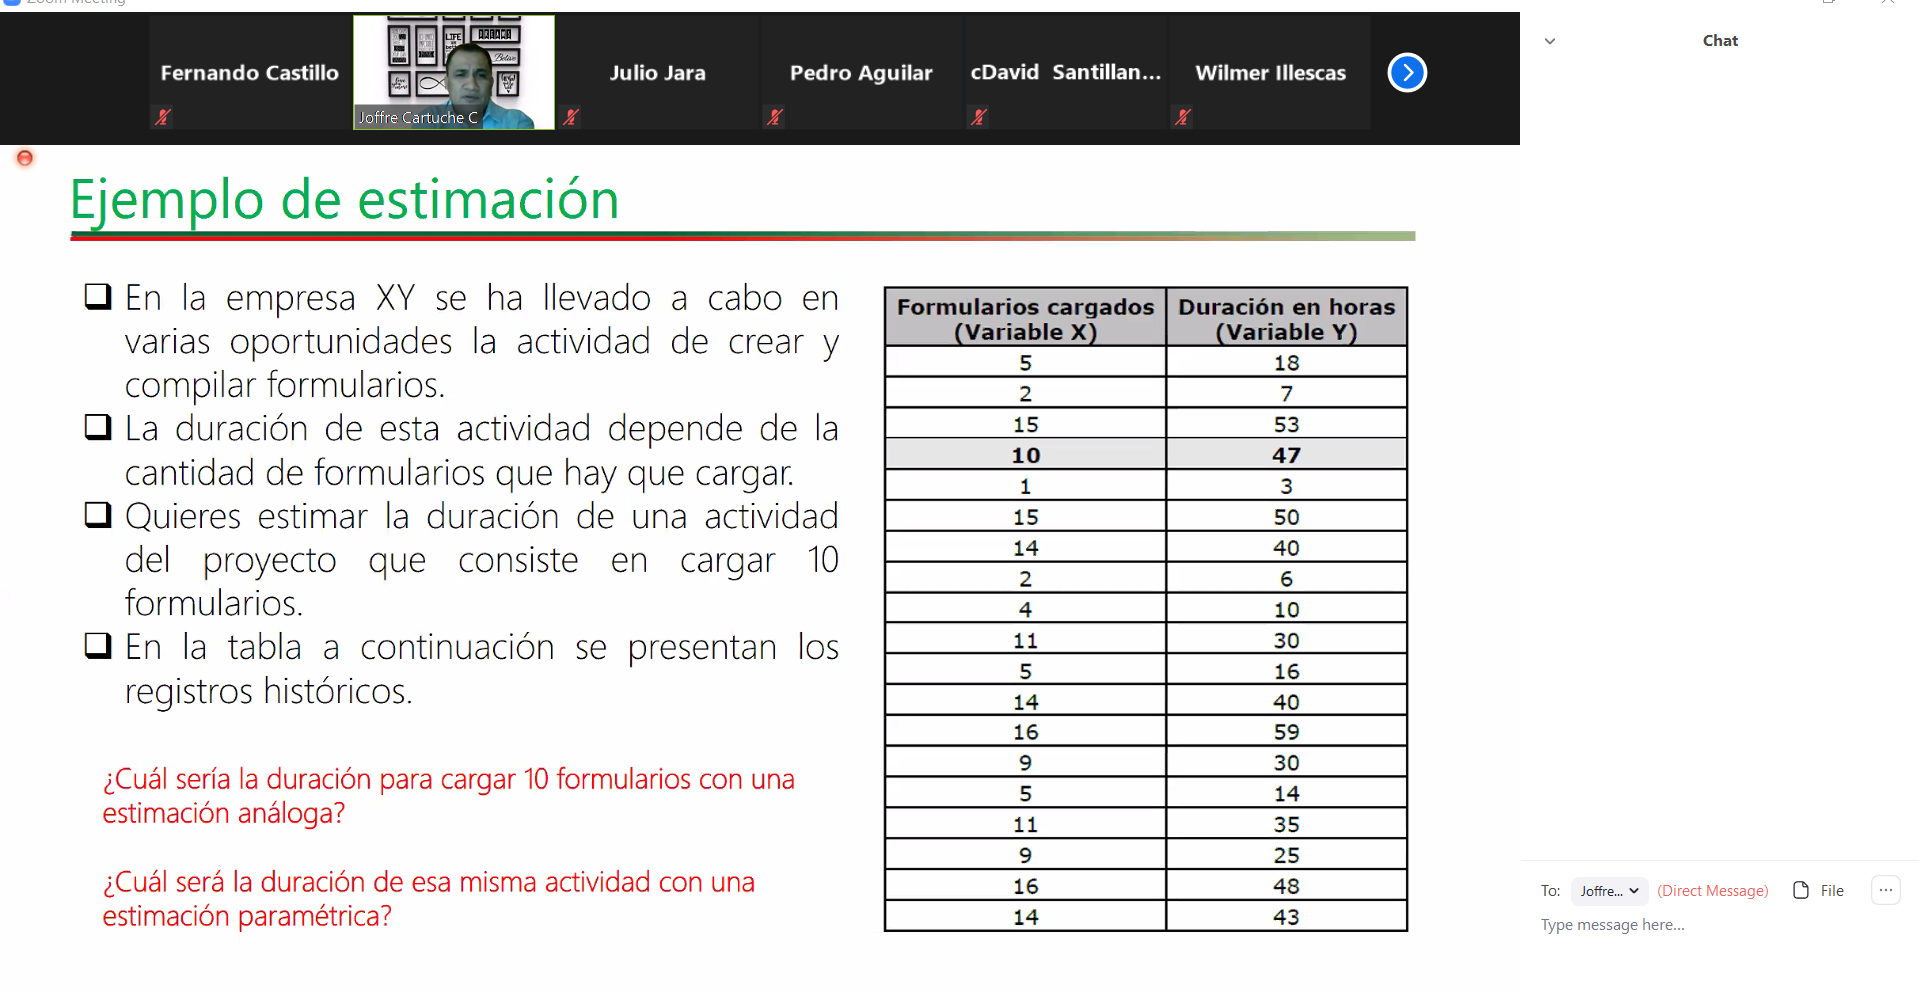 Zoom Meeting
Fernando Castillo
Joffre Cartuche C
Julio Jara
Pedro Aguilar
cDavid Santillan...
Wilmer Illescas
Chat
Ejemplo de estimación
En la empresa XY se ha llevado a cabo en
varias oportunidades la actividad de crear y
compilar formularios.
La duración de esta actividad depende de la
cantidad de formularios que hay que cargar.
Quieres estimar la duración de una actividad
del proyecto que consiste en cargar 10
formularios.
En la tabla a continuación se presentan los
registros históricos.
¿Cuál sería la duración para cargar 10 formularios con una
estimación análoga?
¿Cuál será la duración de esa misma actividad con una
estimación paramétrica?
Formularios cargados (Variable X) Duración en horas (Variable Y)
5 18
2 7
15 53
10 47
1 3
15 50
14 40
2 6
4 10
11 30
5 16
14 40
16 59
9 30
5 14
11 35
9 25
16 48
14 43
To: Joffre... (Direct Message) File ...
Type message here...